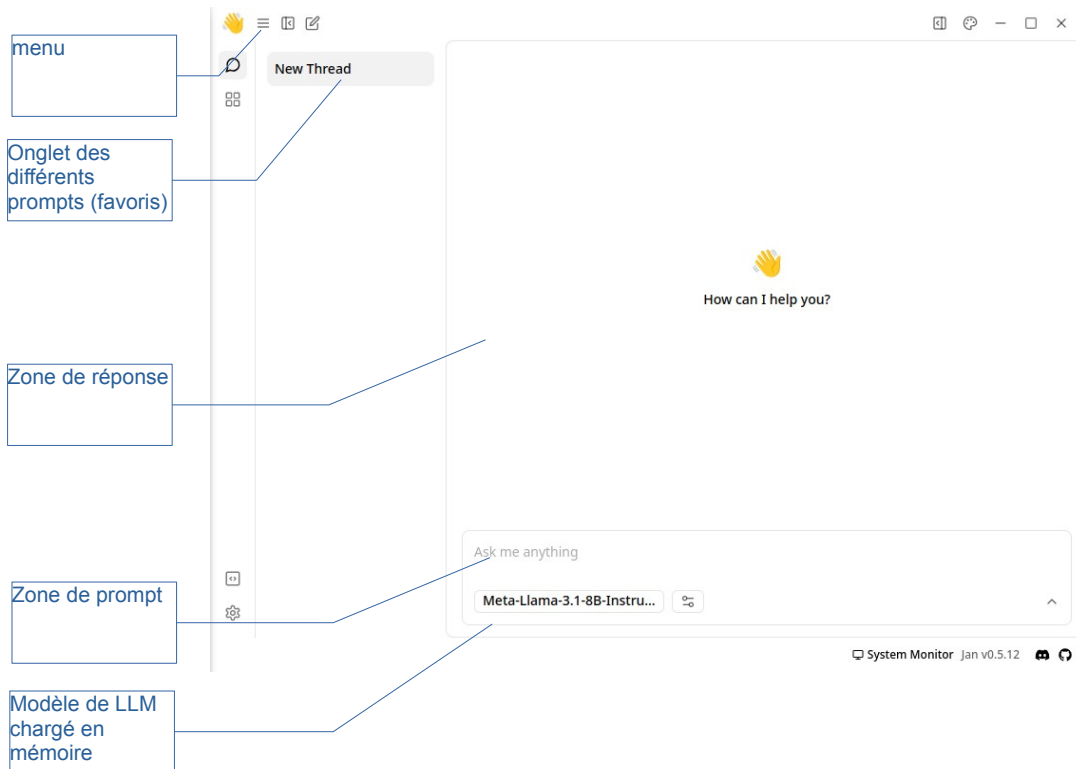 menu
New Thread
Onglet des
différents
prompts (favoris)
How can I help you?
Zone de réponse
Ask me anything
Zone de prompt
Meta-Llama-3.1-8B-Instru...
System Monitor Jan v0.5.12
Modèle de LLM
chargé en
mémoire